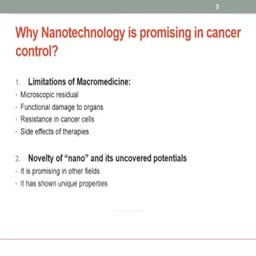 3
Why Nanotechnology is promising in cancer
control?
1. Limitations of Macromedicine:
• Microscopic residual
• Functional damage to organs
• Resistance in cancer cells
• Side effects of therapies
2. Novelty of “nano” and its uncovered potentials
• It is promising in other fields
• It has shown unique properties